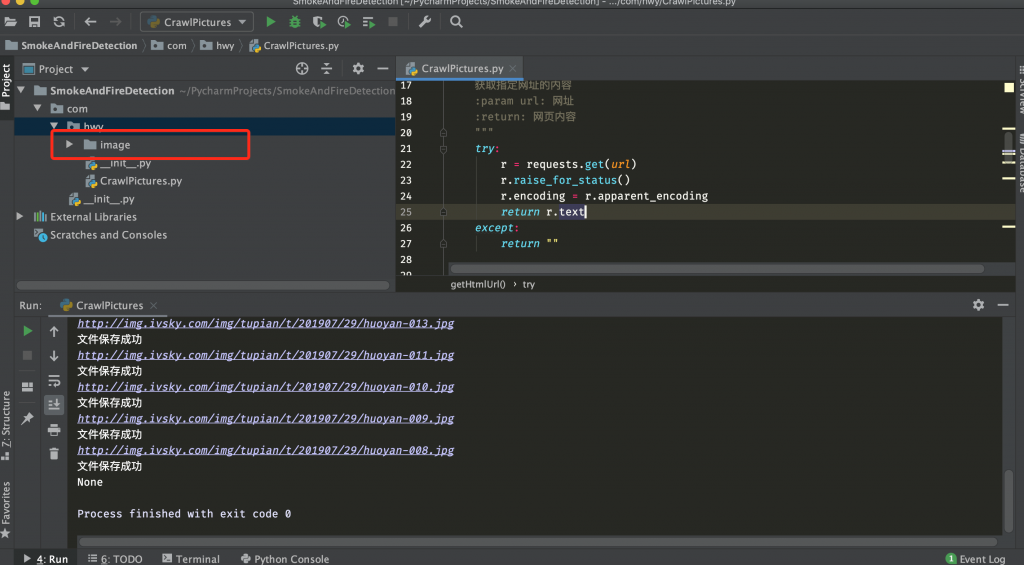 SmokeAndFireDetection [~/PycharmProjects/SmokeAndFireDetection] - .../com/hwy/CrawlPictures.py
CrawlPictures
SmokeAndFireDetection com hwy CrawlPictures.py
Project
Project
CrawlPictures.py
SmokeAndFireDetection ~/PycharmProjects/SmokeAndFireDetection
com
hwy
image
__init__.py
CrawlPictures.py
__init__.py
External Libraries
Scratches and Consoles
17 获取指定网址的内容
18 :param url: 网址
19 :return: 网页内容
20 """
21 try:
22 r = requests.get(url)
23 r.raise_for_status()
24 r.encoding = r.apparent_encoding
25 return r.text
26 except:
27 return ""
28
29
getHtmlUrl() › try
SciView
Database
Run: CrawlPictures
http://img.ivsky.com/img/tupian/t/201907/29/huoyan-013.jpg
文件保存成功
http://img.ivsky.com/img/tupian/t/201907/29/huoyan-011.jpg
文件保存成功
http://img.ivsky.com/img/tupian/t/201907/29/huoyan-010.jpg
文件保存成功
http://img.ivsky.com/img/tupian/t/201907/29/huoyan-009.jpg
文件保存成功
http://img.ivsky.com/img/tupian/t/201907/29/huoyan-008.jpg
文件保存成功
None
Process finished with exit code 0
Z: Structure
Favorites
4: Run 6: TODO Terminal Python Console
1 Event Log